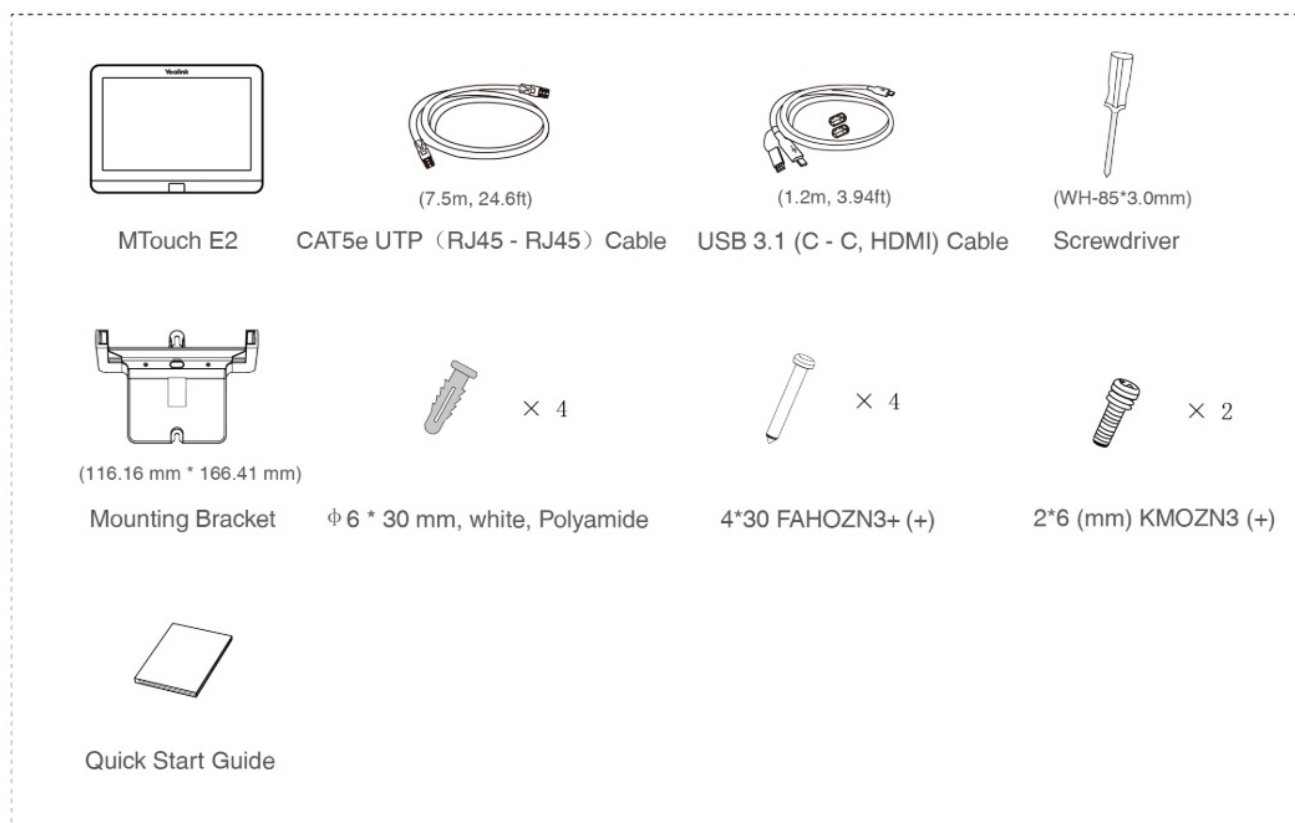 Yealink
(7.5m, 24.6ft)
(1.2m, 3.94ft)
(WH-85*3.0mm)
MTouch E2
CAT5e UTP（RJ45 - RJ45）Cable
USB 3.1 (C - C, HDMI) Cable
Screwdriver
× 4
× 4
× 2
(116.16 mm * 166.41 mm)
Mounting Bracket
φ6 * 30 mm, white, Polyamide
4*30 FAHOZN3+ (+)
2*6 (mm) KMOZN3 (+)
Quick Start Guide